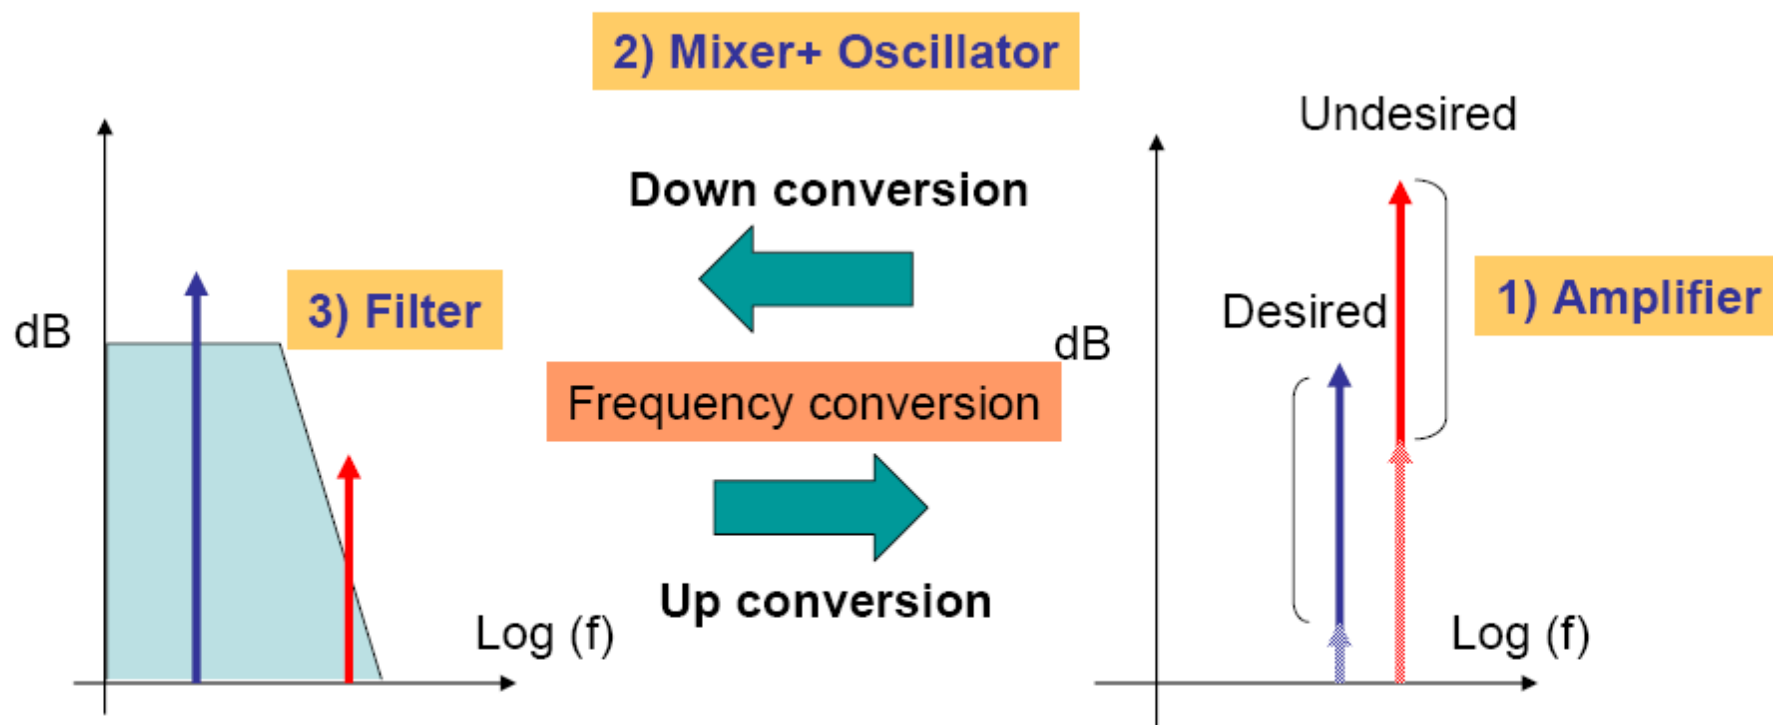 2) Mixer+ Oscillator
Undesired
Down conversion
3) Filter
Desired
1) Amplifier
dB
dB
Frequency conversion
Up conversion
Log (f)
Log (f)